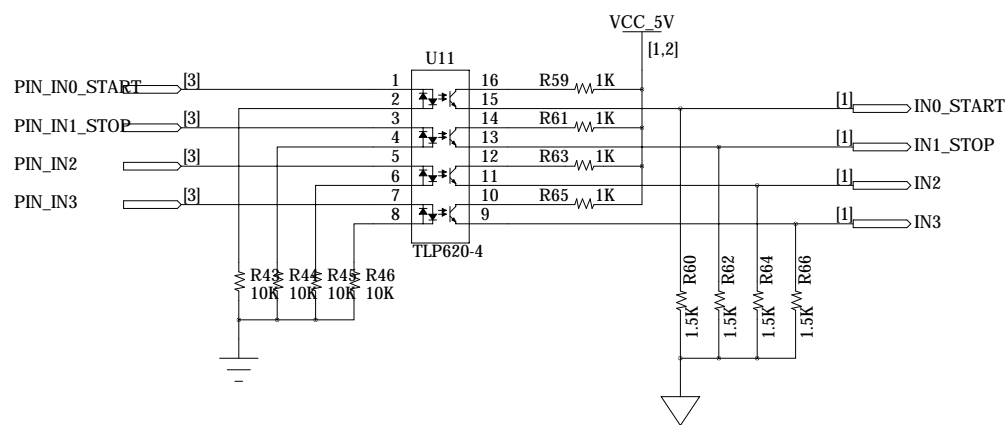 VCC_5V
[1,2]
U11
PIN_IN0_START [3] 1 16 R59 1K
2 15 [1] IN0_START
PIN_IN1_STOP [3] 3 14 R61 1K
4 13 [1] IN1_STOP
PIN_IN2 [3] 5 12 R63 1K
6 11 [1] IN2
PIN_IN3 [3] 7 10 R65 1K
8 9 [1] IN3
TLP620-4
R43 R44 R45 R46
10K 10K 10K 10K
R60 R62 R64 R66
1.5K 1.5K 1.5K 1.5K